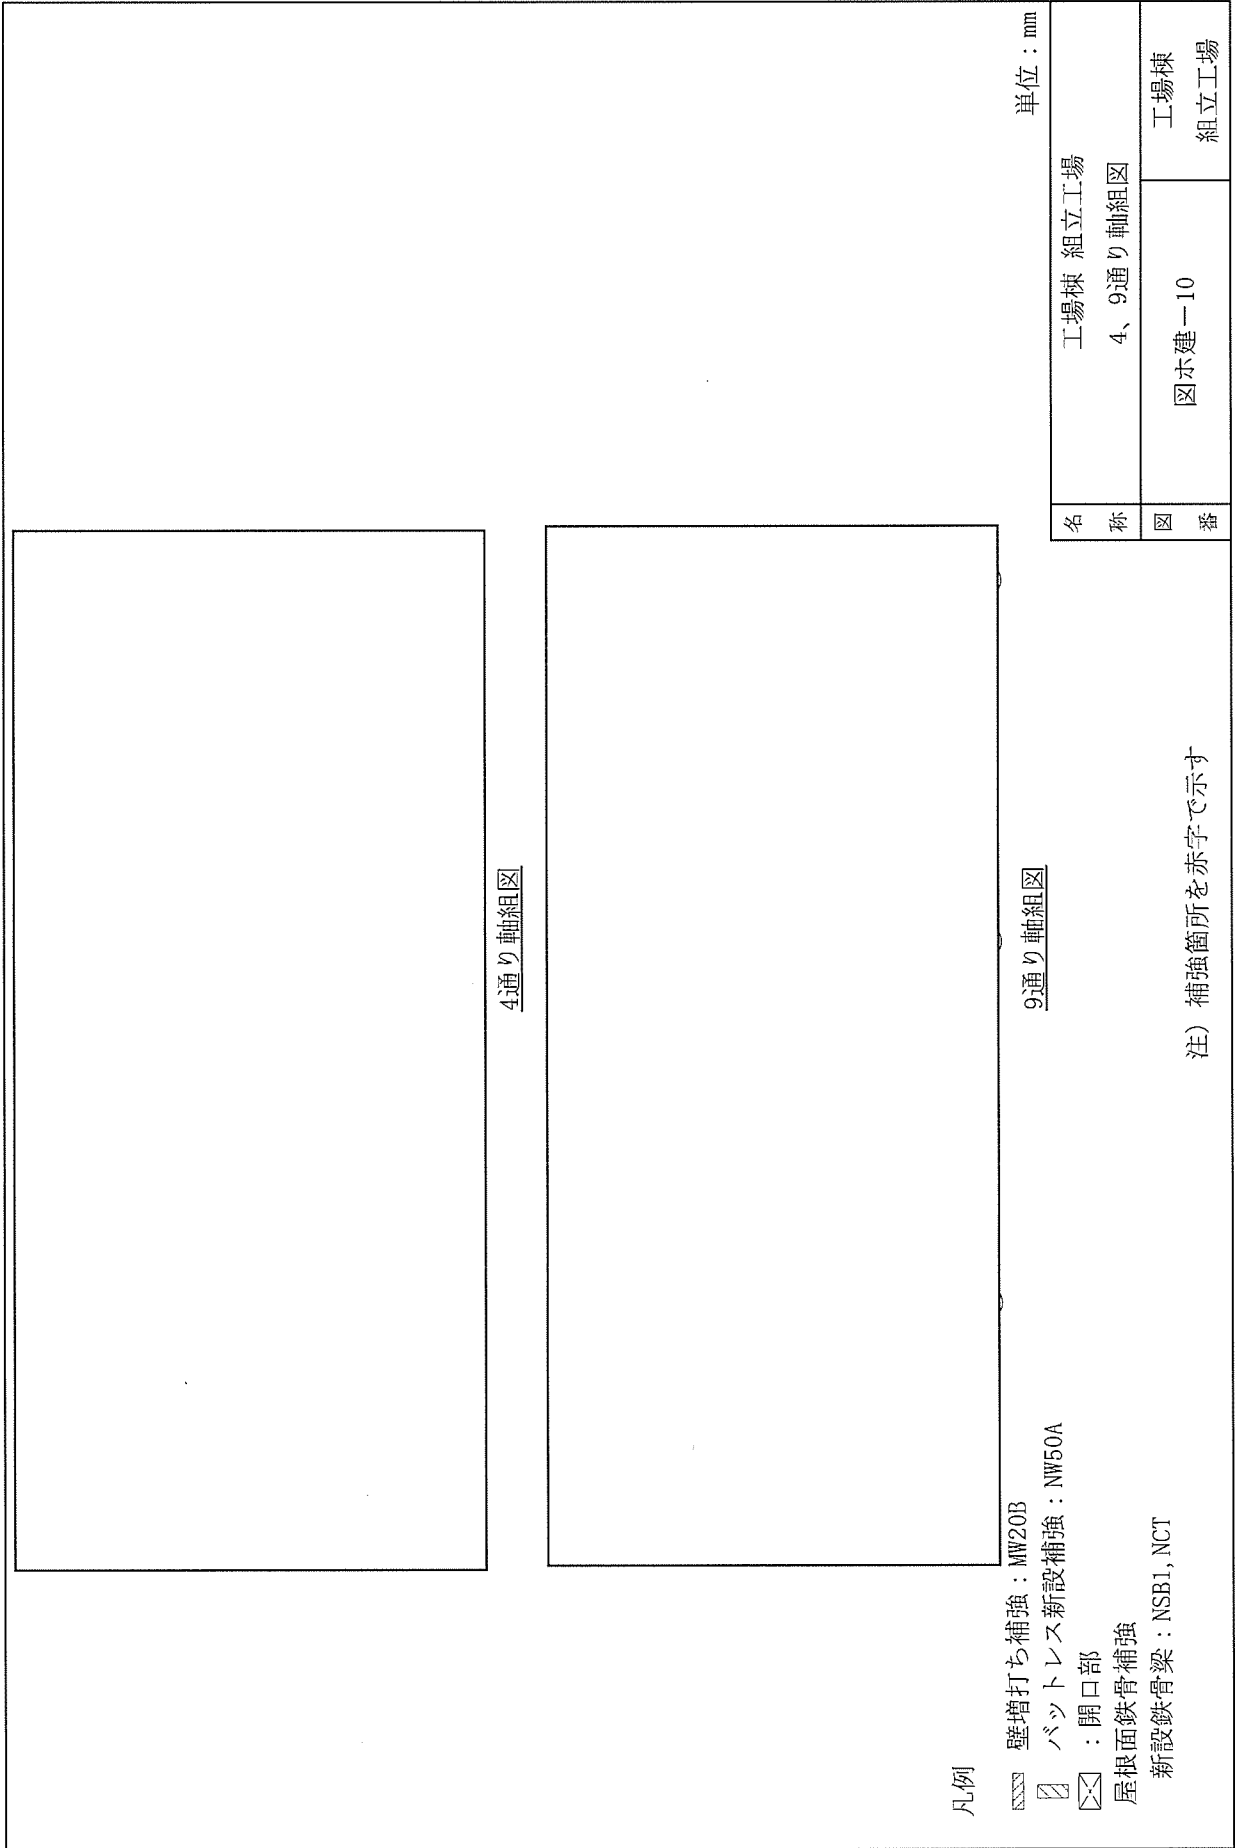 4通り軸組図
9通り軸組図
凡例
壁増打ち補強：MW20B
バットレス新設補強：NW50A
：開口部
屋根面鉄骨補強
新設鉄骨梁：NSB1,NCT
注）補強箇所を赤字で示す
単位：mm
名称
工場棟 組立工場
4、9通り軸組図
図番
図ホ建－10
工場棟
組立工場